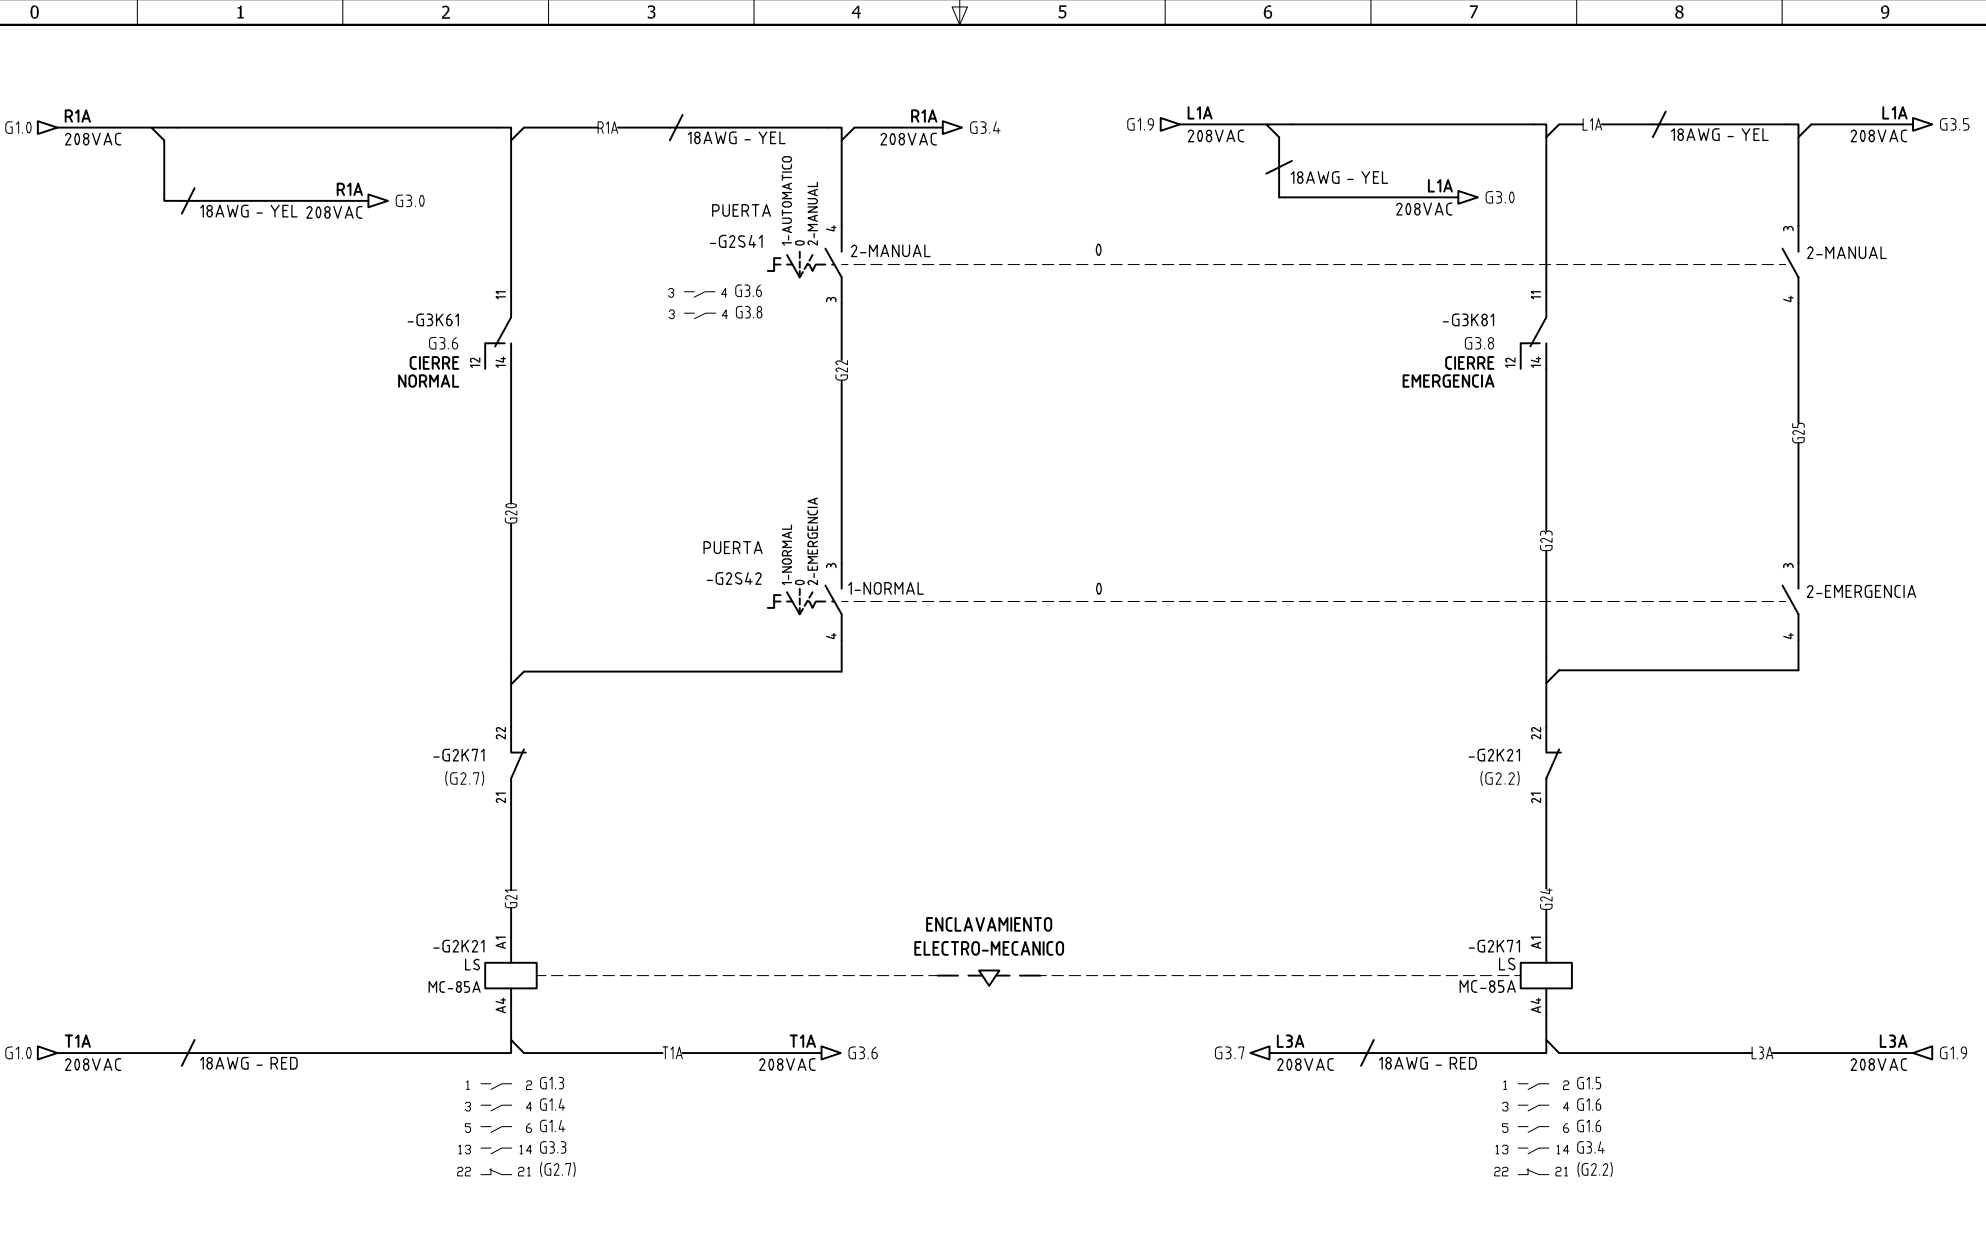 0 1 2 3 4 5 6 7 8 9
G1.0 R1A
208VAC
R1A
18AWG - YEL
R1A
208VAC
G3.4
18AWG - YEL
R1A
208VAC
G3.0
G1.9 L1A
208VAC
L1A
18AWG - YEL
L1A
208VAC
G3.5
18AWG - YEL
L1A
208VAC
G3.0
PUERTA
-G2S41
1-AUTOMATICO
0
2-MANUAL
4
2-MANUAL
3
0
3 4 G3.6
3 4 G3.8
3
2-MANUAL
4
11
-G3K61
G3.6
CIERRE
NORMAL
12
14
G22
11
-G3K81
G3.8
CIERRE
EMERGENCIA
12
14
G25
G20
G23
PUERTA
-G2S42
1-NORMAL
0
2-EMERGENCIA
3
1-NORMAL
4
0
3
2-EMERGENCIA
4
22
-G2K71
(G2.7)
21
22
-G2K21
(G2.2)
21
G21
G24
-G2K21
LS
MC-85A
A1
A4
ENCLAVAMIENTO
ELECTRO-MECANICO
-G2K71
LS
MC-85A
A1
A4
G1.0 T1A
208VAC
18AWG - RED
T1A
T1A
208VAC
G3.6
G3.7 L3A
208VAC
18AWG - RED
L3A
L3A
208VAC
G1.9
1 2 G1.3
3 4 G1.4
5 6 G1.4
13 14 G3.3
22 21 (G2.7)
1 2 G1.5
3 4 G1.6
5 6 G1.6
13 14 G3.4
22 21 (G2.2)